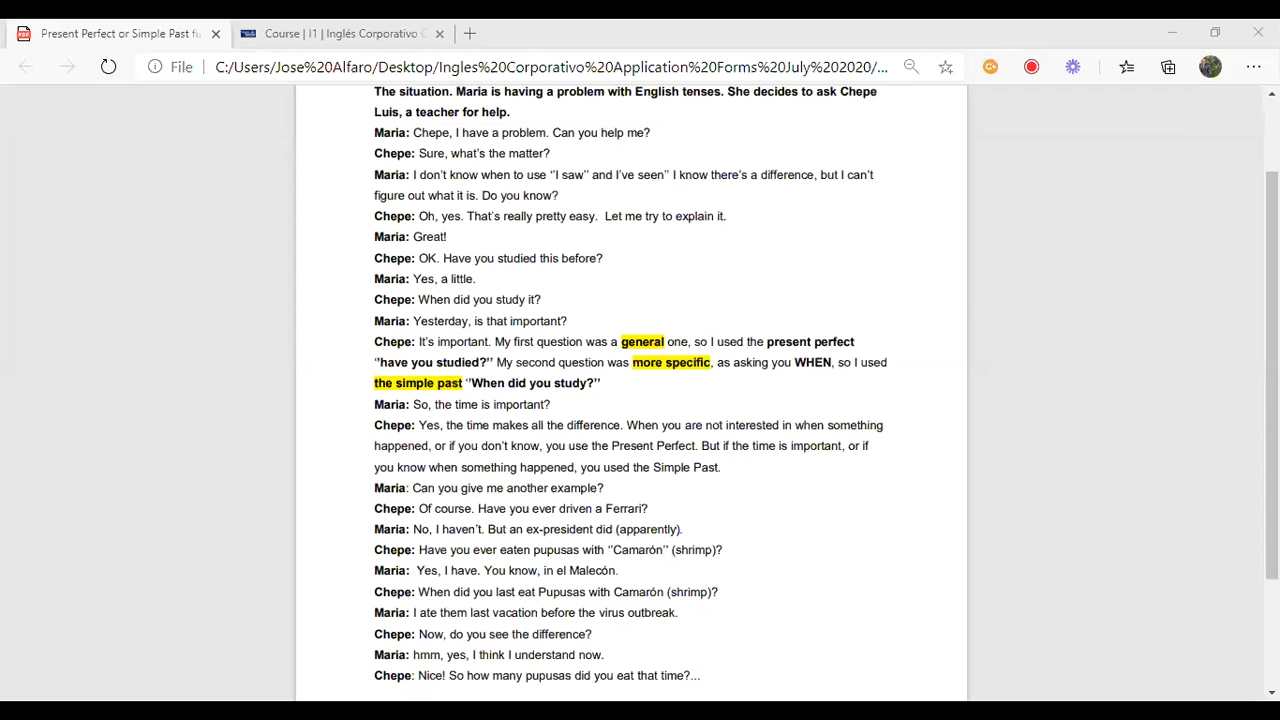 Present Perfect or Simple Past fu
Course | I1 | Inglés Corporativo
File C:/Users/Jose%20Alfaro/Desktop/Ingles%20Corporativo%20Application%20Forms%20July%202020/...
The situation. Maria is having a problem with English tenses. She decides to ask Chepe
Luis, a teacher for help.
Maria: Chepe, I have a problem. Can you help me?
Chepe: Sure, what's the matter?
Maria: I don't know when to use ‘'I saw'' and I've seen'' I know there's a difference, but I can't
figure out what it is. Do you know?
Chepe: Oh, yes. That's really pretty easy. Let me try to explain it.
Maria: Great!
Chepe: OK. Have you studied this before?
Maria: Yes, a little.
Chepe: When did you study it?
Maria: Yesterday, is that important?
Chepe: It's important. My first question was a general one, so I used the present perfect
‘'have you studied?'' My second question was more specific, as asking you WHEN, so I used
the simple past ‘'When did you study?''
Maria: So, the time is important?
Chepe: Yes, the time makes all the difference. When you are not interested in when something
happened, or if you don't know, you use the Present Perfect. But if the time is important, or if
you know when something happened, you used the Simple Past.
Maria: Can you give me another example?
Chepe: Of course. Have you ever driven a Ferrari?
Maria: No, I haven't. But an ex-president did (apparently).
Chepe: Have you ever eaten pupusas with ‘'Camarón'' (shrimp)?
Maria: Yes, I have. You know, in el Malecón.
Chepe: When did you last eat Pupusas with Camarón (shrimp)?
Maria: I ate them last vacation before the virus outbreak.
Chepe: Now, do you see the difference?
Maria: hmm, yes, I think I understand now.
Chepe: Nice! So how many pupusas did you eat that time?...